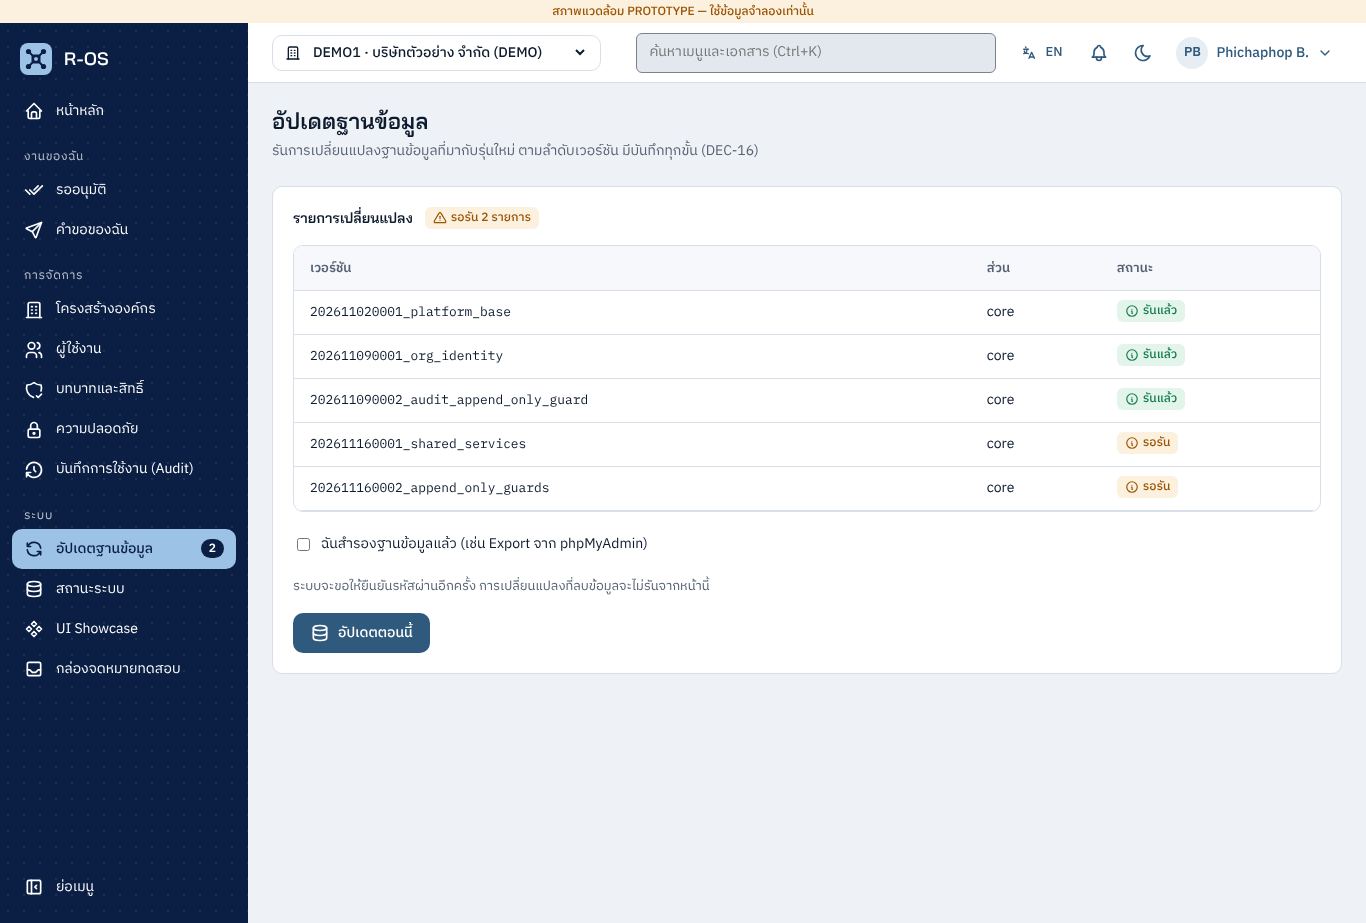 สภาพแวดล้อม PROTOTYPE — ใช้ข้อมูลจำลองเท่านั้น
R-OS
DEMO1 · บริษัทตัวอย่าง จำกัด (DEMO)
ค้นหาเมนูและเอกสาร (Ctrl+K)
EN
PB
Phichaphop B.
หน้าหลัก
งานของฉัน
รออนุมัติ
คำขอของฉัน
การจัดการ
โครงสร้างองค์กร
ผู้ใช้งาน
บทบาทและสิทธิ์
ความปลอดภัย
บันทึกการใช้งาน (Audit)
ระบบ
อัปเดตฐานข้อมูล 2
สถานะระบบ
UI Showcase
กล่องจดหมายทดสอบ
ย่อเมนู
อัปเดตฐานข้อมูล
รันการเปลี่ยนแปลงฐานข้อมูลที่มากับรุ่นใหม่ ตามลำดับเวอร์ชัน มีบันทึกทุกขั้น (DEC-16)
รายการเปลี่ยนแปลง รอรัน 2 รายการ
เวอร์ชัน ส่วน สถานะ
202611020001_platform_base core รันแล้ว
202611090001_org_identity core รันแล้ว
202611090002_audit_append_only_guard core รันแล้ว
202611160001_shared_services core รอรัน
202611160002_append_only_guards core รอรัน
ฉันสำรองฐานข้อมูลแล้ว (เช่น Export จาก phpMyAdmin)
ระบบจะขอให้ยืนยันรหัสผ่านอีกครั้ง การเปลี่ยนแปลงที่ลบข้อมูลจะไม่รันจากหน้านี้
อัปเดตตอนนี้